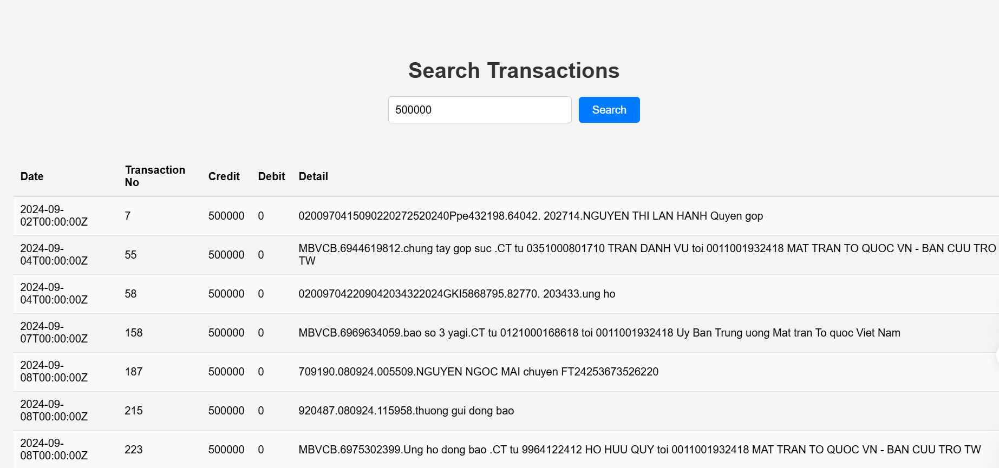 Search Transactions
500000
Search
Date Transaction No Credit Debit Detail
2024-09-02T00:00:00Z 7 500000 0 0200970415090220272520240Ppe432198.64042. 202714.NGUYEN THI LAN HANH Quyen gop
2024-09-04T00:00:00Z 55 500000 0 MBVCB.6944619812.chung tay gop suc .CT tu 0351000801710 TRAN DANH VU toi 0011001932418 MAT TRAN TO QUOC VN - BAN CUU TRO TW
2024-09-04T00:00:00Z 58 500000 0 020097042209042034322024GKI5868795.82770. 203433.ung ho
2024-09-07T00:00:00Z 158 500000 0 MBVCB.6969634059.bao so 3 yagi.CT tu 0121000168618 toi 0011001932418 Uy Ban Trung uong Mat tran To quoc Viet Nam
2024-09-08T00:00:00Z 187 500000 0 709190.080924.005509.NGUYEN NGOC MAI chuyen FT24253673526220
2024-09-08T00:00:00Z 215 500000 0 920487.080924.115958.thuong gui dong bao
2024-09-08T00:00:00Z 223 500000 0 MBVCB.6975302399.Ung ho dong bao .CT tu 9964122412 HO HUU QUY toi 0011001932418 MAT TRAN TO QUOC VN - BAN CUU TRO TW